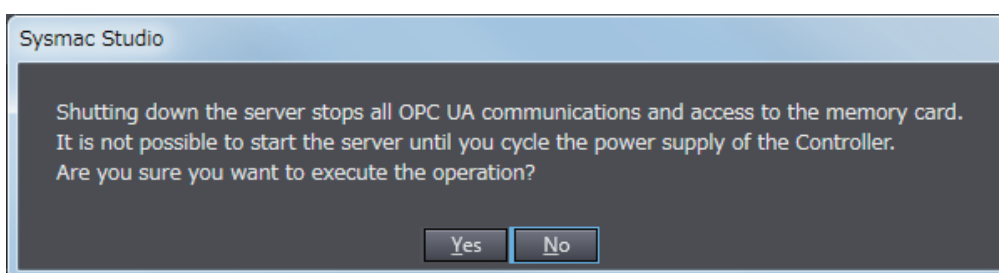 Sysmac Studio
Shutting down the server stops all OPC UA communications and access to the memory card.
It is not possible to start the server until you cycle the power supply of the Controller.
Are you sure you want to execute the operation?
Yes No